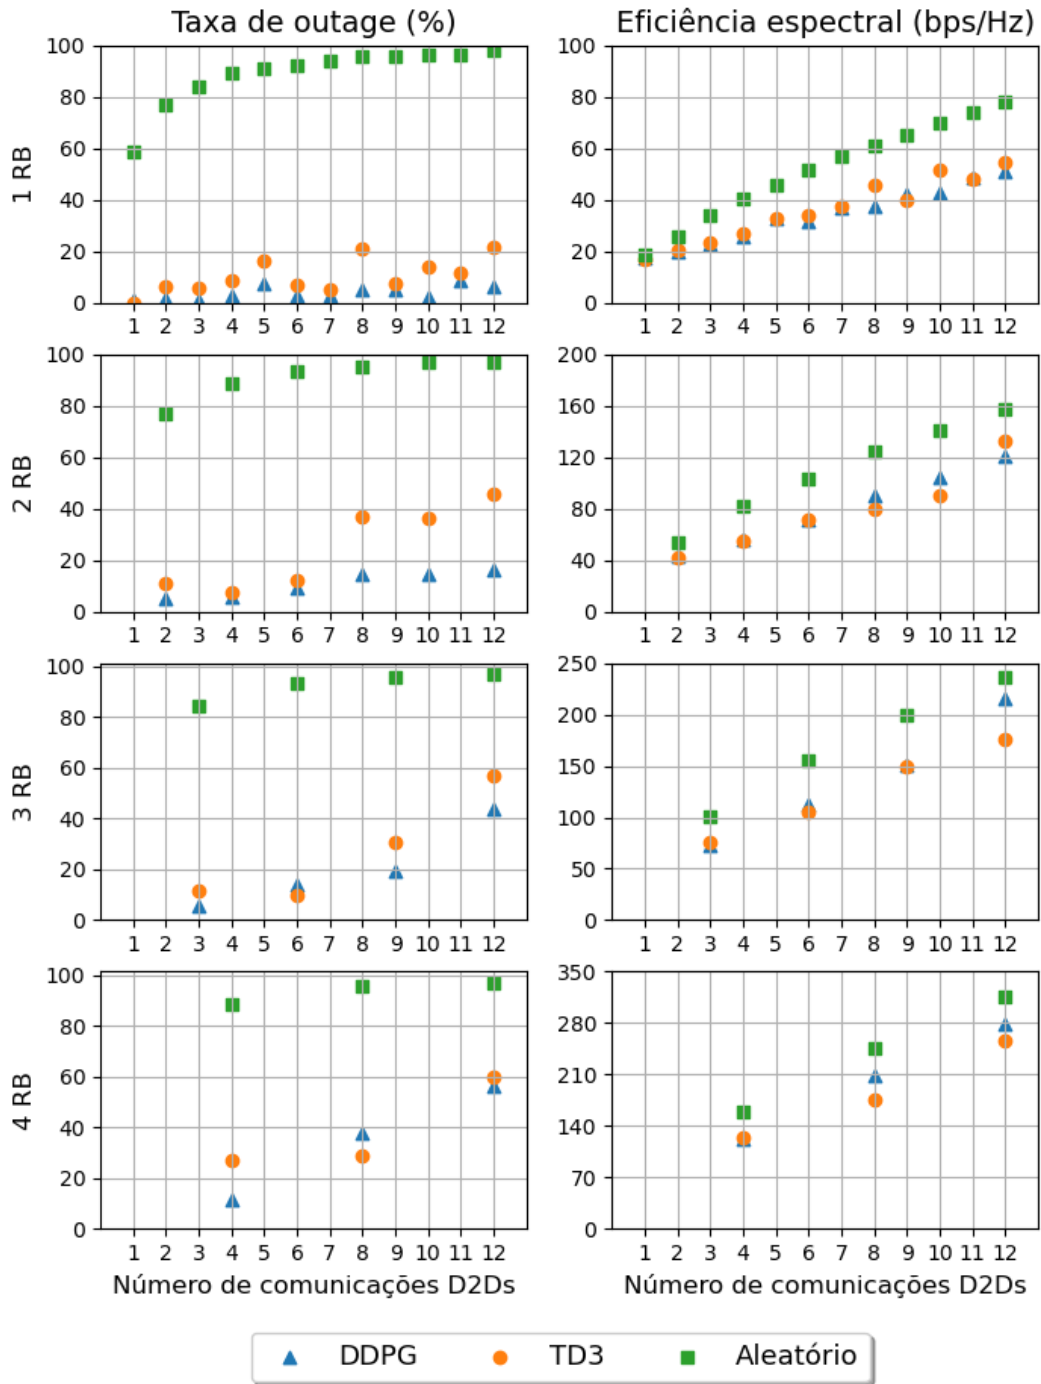 Taxa de outage (%)
Eficiência espectral (bps/Hz)
1 RB
100
80
60
40
20
0
1 2 3 4 5 6 7 8 9 10 11 12
100
80
60
40
20
0
1 2 3 4 5 6 7 8 9 10 11 12
2 RB
100
80
60
40
20
0
1 2 3 4 5 6 7 8 9 10 11 12
200
160
120
80
40
0
1 2 3 4 5 6 7 8 9 10 11 12
3 RB
100
80
60
40
20
0
1 2 3 4 5 6 7 8 9 10 11 12
250
200
150
100
50
0
1 2 3 4 5 6 7 8 9 10 11 12
4 RB
100
80
60
40
20
0
1 2 3 4 5 6 7 8 9 10 11 12
Número de comunicações D2Ds
350
280
210
140
70
0
1 2 3 4 5 6 7 8 9 10 11 12
Número de comunicações D2Ds
DDPG TD3 Aleatório